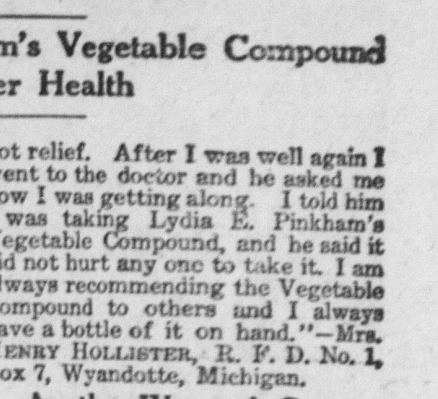 m's Vegetable Compound
er Health
ot relief. After I was well again I
ent to the doctor and he asked me
ow I was getting along. I told him
was taking Lydia E. Pinkham's
egetable Compound, and he said it
id not hurt any one to take it. I am
lways recommending the Vegetable
ompound to others and I always
ave a bottle of it on hand."—Mrs.
HENRY HOLLISTER, R. F. D. No. 1,
ox 7, Wyandotte, Michigan.